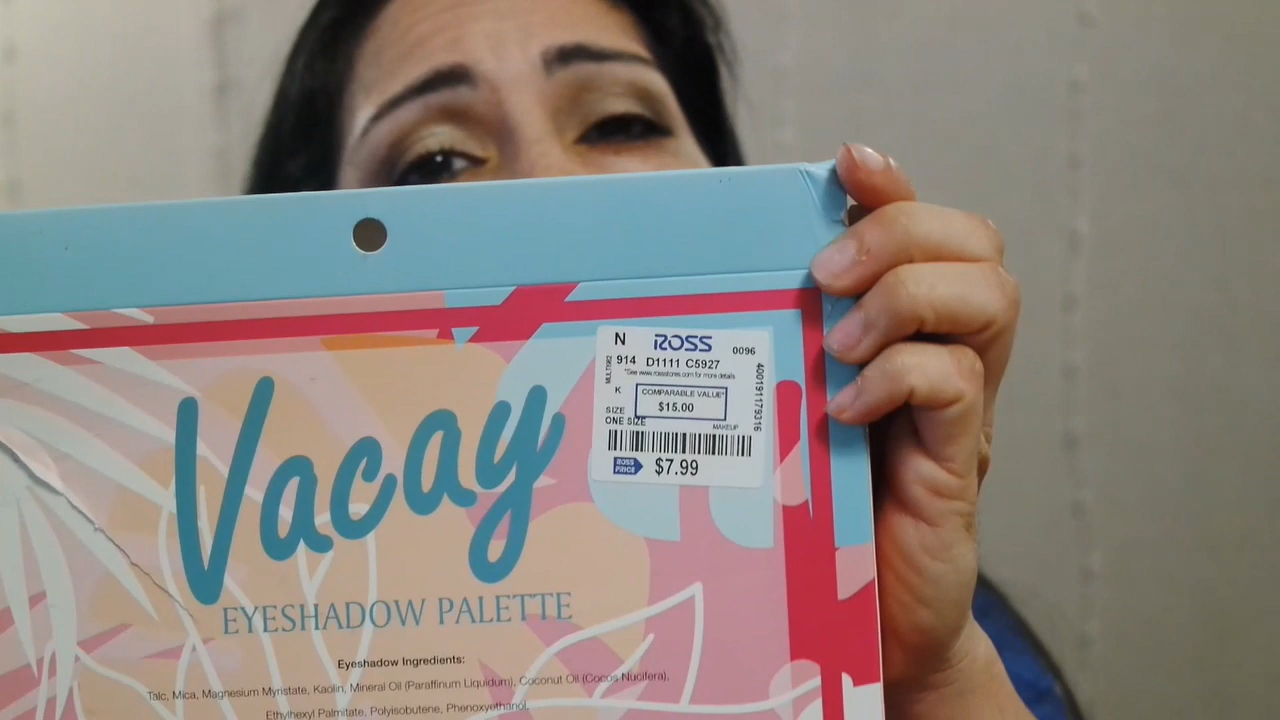 N ROSS 0096
914 D1111 C5927
*See www.rossstores.com for more details
MULTI962
K COMPARABLE VALUE*
$15.00
SIZE
ONE SIZE MAKEUP
400191179316
ROSS PRICE $7.99
Vacay
EYESHADOW PALETTE
Eyeshadow Ingredients:
Talc, Mica, Magnesium Myristate, Kaolin, Mineral Oil (Paraffinum Liquidum), Coconut Oil (Cocos Nucifera),
Ethylhexyl Palmitate, Polyisobutene, Phenoxyethanol.